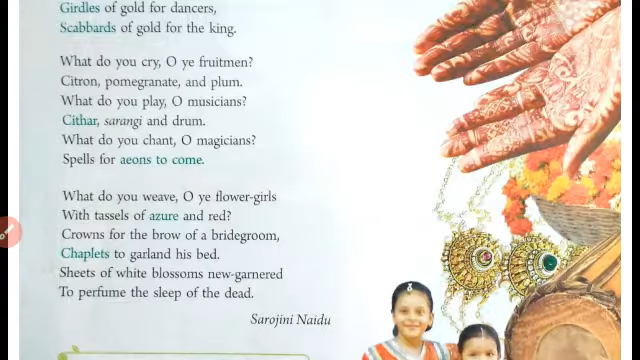 Girdles of gold for dancers,
Scabbards of gold for the king.
What do you cry, O ye fruitmen?
Citron, pomegranate, and plum.
What do you play, O musicians?
Cithar, sarangi and drum.
What do you chant, O magicians?
Spells for aeons to come.
What do you weave, O ye flower-girls
With tassels of azure and red?
Crowns for the brow of a bridegroom,
Chaplets to garland his bed.
Sheets of white blossoms new-garnered
To perfume the sleep of the dead.
Sarojini Naidu